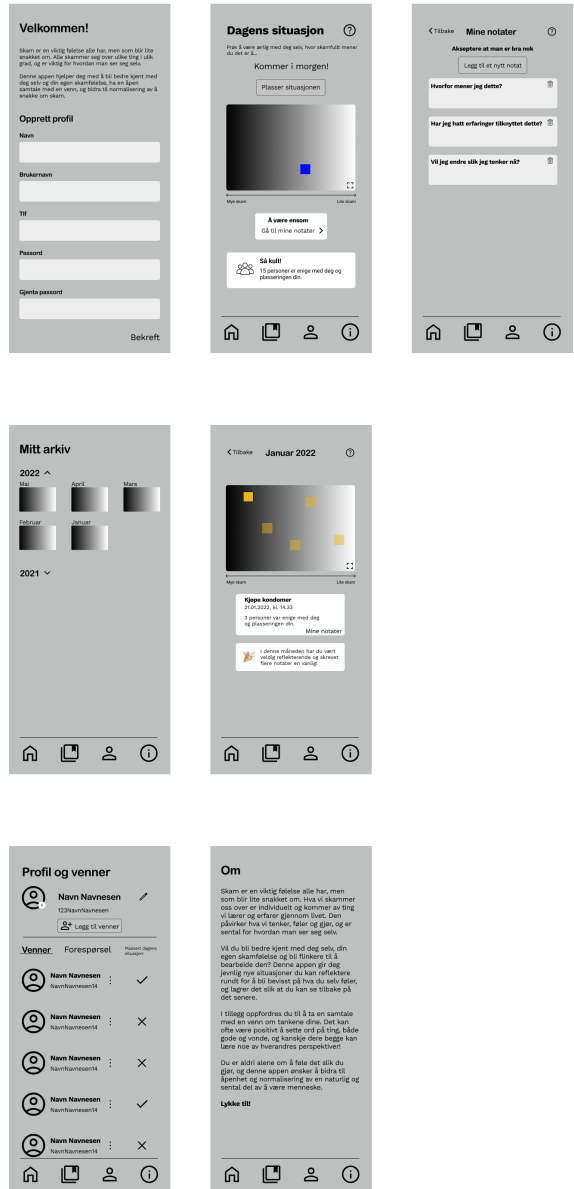 Velkommen!
Skam er en viktig følelse alle har, men som blir lite
snakket om. Alle skammer seg over ulike ting i ulik
grad, og er viktig for hvordan man ser seg selv.
Denne appen hjelper deg med å bli bedre kjent med
deg selv og din egen skamfølelse, ha en åpen
samtale med en venn, og bidra til normalisering av å
snakke om skam.
Opprett profil
Navn
Brukernavn
Tlf
Passord
Gjenta passord
Bekreft
Dagens situasjon
Prøv å være ærlig med deg selv, hvor skamfullt mener
du det er å...
Kommer i morgen!
Plasser situasjonen
Mye skam
Lite skam
Å være ensom
Gå til mine notater
Så kult!
15 personer er enige med deg og
plasseringen din.
Tilbake
Mine notater
Akseptere at man er bra nok
Legg til et nytt notat
Hvorfor mener jeg dette?
Har jeg hatt erfaringer tilknyttet dette?
Vil jeg endre slik jeg tenker nå?
Mitt arkiv
2022
Mai
April
Mars
Februar
Januar
2021
Tilbake
Januar 2022
Mye skam
Lite skam
Kjøpe kondomer
21.01.2022, kl. 14.33
3 personer var enige med deg
og plasseringen din.
Mine notater
I denne måneden har du vært
veldig reflekterende og skrevet
flere notater en vanlig!
Profil og venner
Navn Navnesen
123NavnNavnesen
Legg til venner
Venner
Forespørsel
Plassert dagens
situasjon:
Navn Navnesen
NavnNavnesen14
Navn Navnesen
NavnNavnesen14
Navn Navnesen
NavnNavnesen14
Navn Navnesen
NavnNavnesen14
Navn Navnesen
NavnNavnesen14
Om
Skam er en viktig følelse alle har, men
som blir lite snakket om. Hva vi skammer
oss over er individuelt og kommer av ting
vi lærer og erfarer gjennom livet. Den
påvirker hva vi tenker, føler og gjør, og er
sental for hvordan man ser seg selv.
Vil du bli bedre kjent med deg selv, din
egen skamfølelse og bli flinkere til å
bearbeide den? Denne appen gir deg
jevnlig nye situasjoner du kan reflektere
rundt for å bli bevisst på hva du selv føler,
og lagrer det slik at du kan se tilbake på
det senere.
I tillegg oppfordres du til å ta en samtale
med en venn om tankene dine. Det kan
ofte være positivt å sette ord på ting, både
gode og vonde, og kanskje dere begge kan
lære noe av hverandres perspektiver!
Du er aldri alene om å føle det slik du
gjør, og denne appen ønsker å bidra til
åpenhet og normalisering av en naturlig og
sental del av å være menneske.
Lykke til!